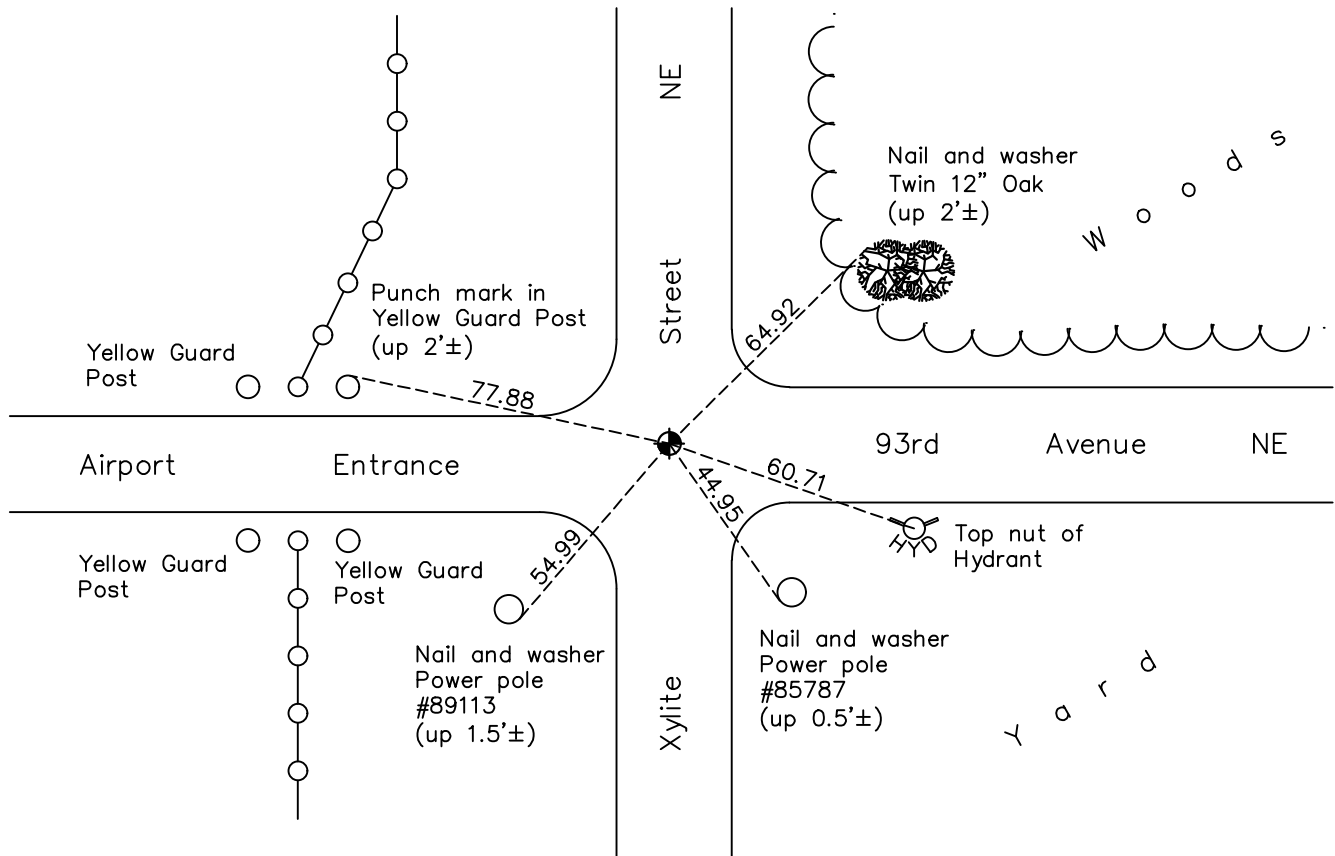 NE
Street
Nail and washer
Twin 12" Oak
(up 2'±)
Woods
Punch mark in
Yellow Guard Post
(up 2'±)
Yellow Guard
Post
64.92
77.88
Airport Entrance
93rd Avenue NE
60.71
44.95
54.99
HYD
Top nut of
Hydrant
Yellow Guard
Post
Yellow Guard
Post
Nail and washer
Power pole
#89113
(up 1.5'±)
Xylite
Nail and washer
Power pole
#85787
(up 0.5'±)
Yard